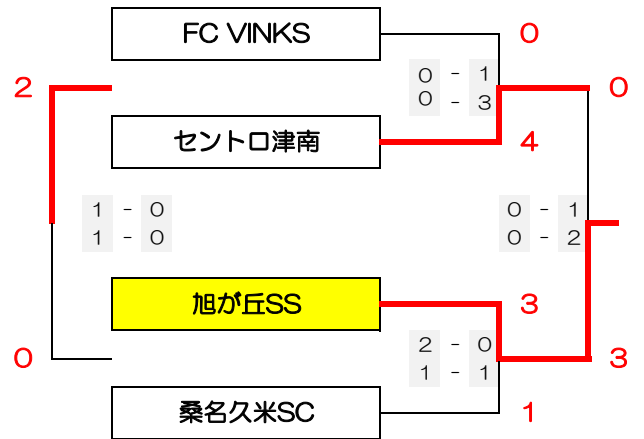 FC VINKS 0
2 0 - 1 0
0 - 3
セントロ津南 4
1 - 0 0 - 1
1 - 0 0 - 2
旭が丘SS 3
0 2 - 0 3
1 - 1
桑名久米SC 1